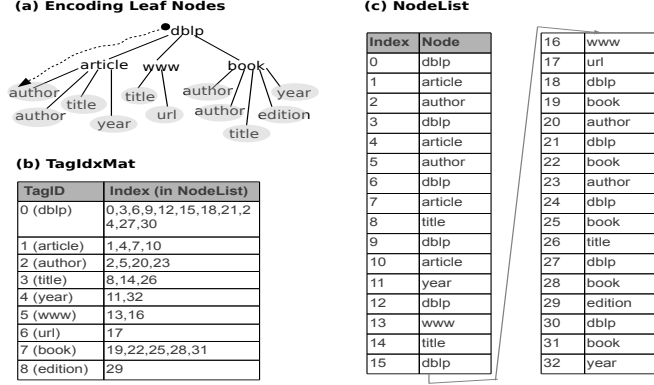 (a) Encoding Leaf Nodes
dblp
article www book
author title author title year title url author author title edition year
(b) TagIdxMat
TagID Index (in NodeList)
0 (dblp) 0,3,6,9,12,15,18,21,2
4,27,30
1 (article) 1,4,7,10
2 (author) 2,5,20,23
3 (title) 8,14,26
4 (year) 11,32
5 (www) 13,16
6 (url) 17
7 (book) 19,22,25,28,31
8 (edition) 29
(c) NodeList
Index Node
0 dblp
1 article
2 author
3 dblp
4 article
5 author
6 dblp
7 article
8 title
9 dblp
10 article
11 year
12 dblp
13 www
14 title
15 dblp
16 www
17 url
18 dblp
19 book
20 author
21 dblp
22 book
23 author
24 dblp
25 book
26 title
27 dblp
28 book
29 edition
30 dblp
31 book
32 year